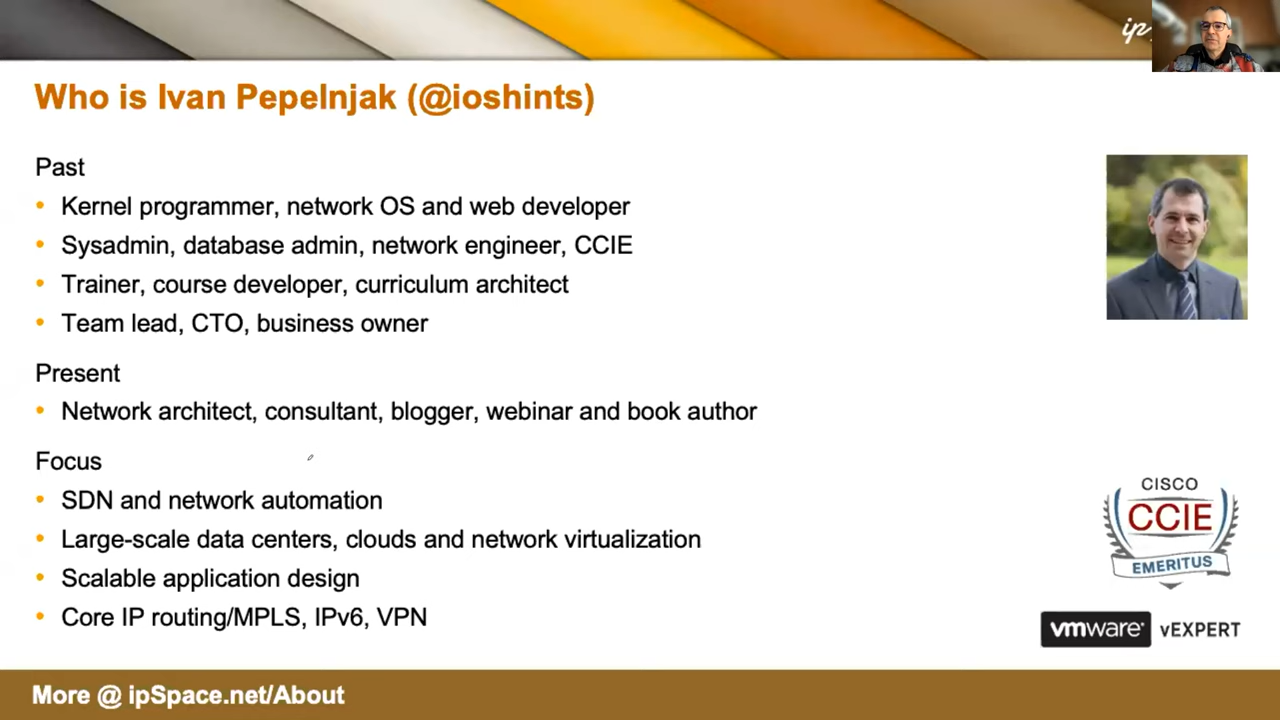 Who is Ivan Pepelnjak (@ioshints)
Past
• Kernel programmer, network OS and web developer
• Sysadmin, database admin, network engineer, CCIE
• Trainer, course developer, curriculum architect
• Team lead, CTO, business owner
Present
• Network architect, consultant, blogger, webinar and book author
Focus
• SDN and network automation
• Large-scale data centers, clouds and network virtualization
• Scalable application design
• Core IP routing/MPLS, IPv6, VPN
CISCO
CCIE
EMERITUS
vmware® vEXPERT
More @ ipSpace.net/About